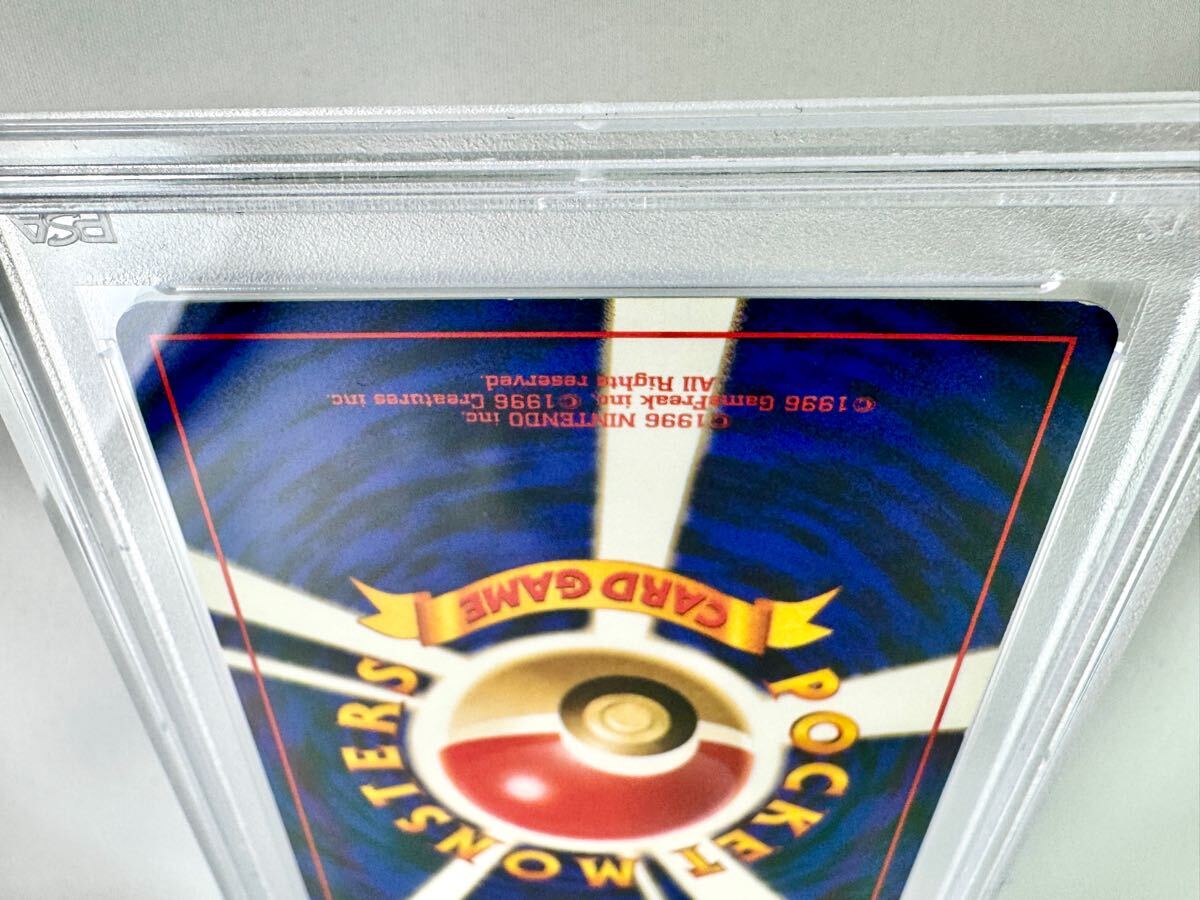 POCKET MONSTERS
CARD GAME
©1996 NINTENDO inc.
©1996 GameFreak inc. ©1996 Creatures inc.
All Rights reserved.
PSA